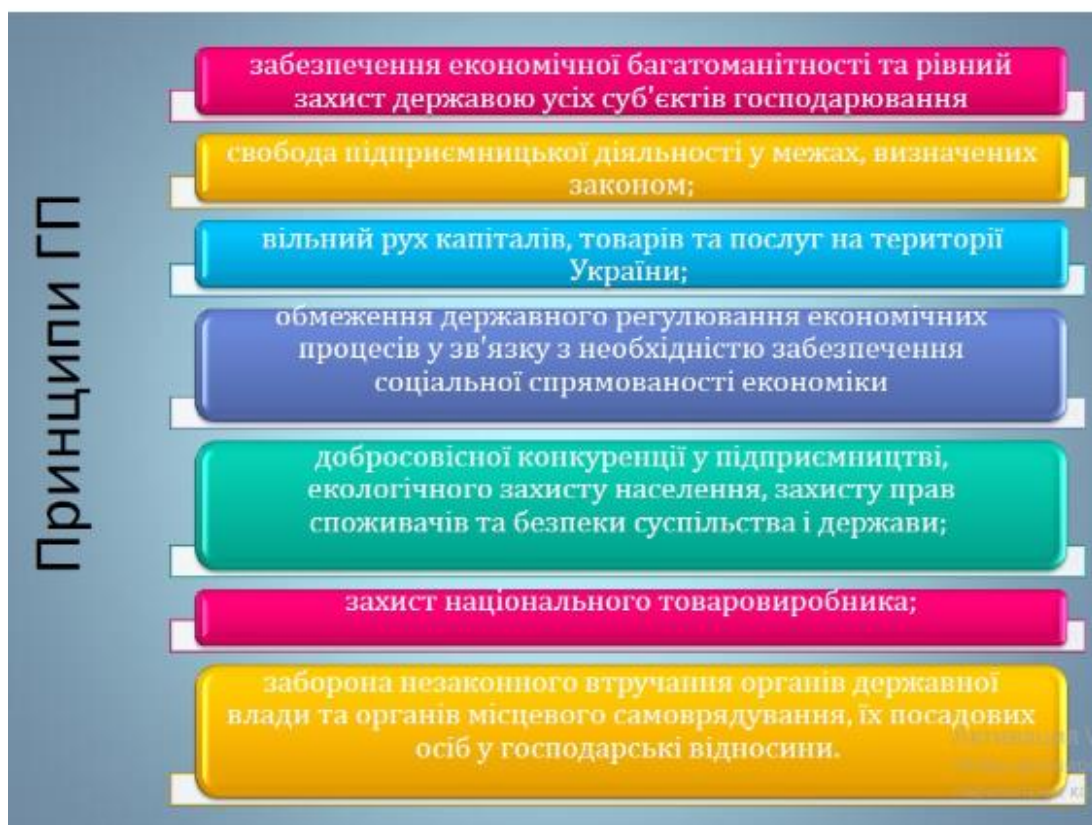 Принципи ГП
забезпечення економічної багатоманітності та рівний
захист державою усіх суб'єктів господарювання
свобода підприємницької діяльності у межах, визначених
законом;
вільний рух капіталів, товарів та послуг на території
України;
обмеження державного регулювання економічних
процесів у зв'язку з необхідністю забезпечення
соціальної спрямованості економіки
добросовісної конкуренції у підприємництві,
екологічного захисту населення, захисту прав
споживачів та безпеки суспільства і держави;
захист національного товаровиробника;
заборона незаконного втручання органів державної
влади та органів місцевого самоврядування, їх посадових
осіб у господарські відносини.